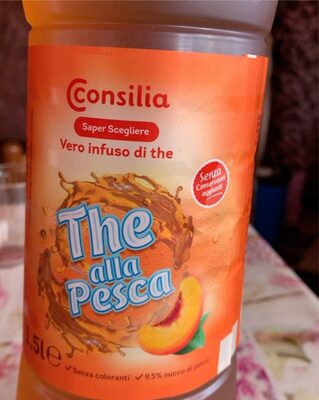 Consilia
Saper Scegliere
Vero infuso di the
Senza
Conservanti
aggiunti
The
alla
Pesca
1,5l e
✓ Senza coloranti ✓ 9,5% succo di pesca